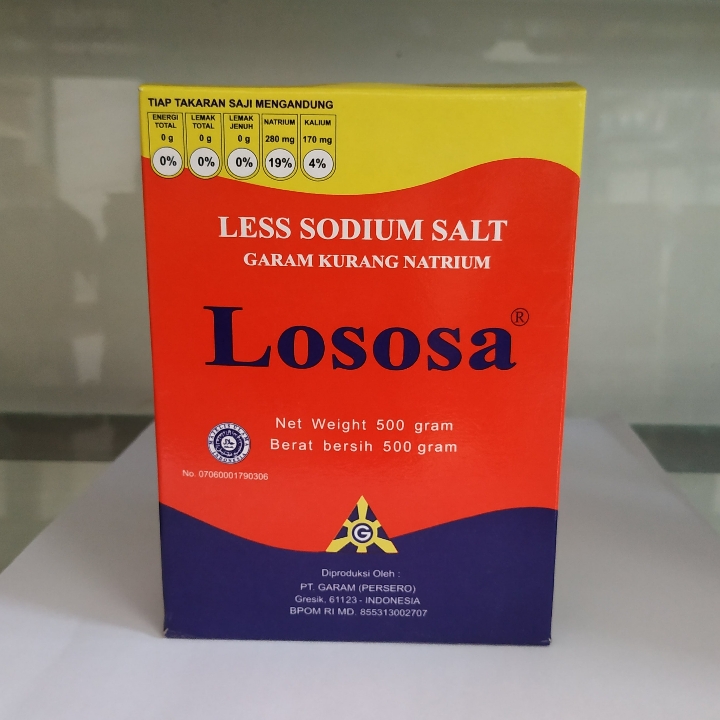 TIAP TAKARAN SAJI MENGANDUNG
ENERGI TOTAL 0 g 0%
LEMAK TOTAL 0 g 0%
LEMAK JENUH 0 g 0%
NATRIUM 280 mg 19%
KALIUM 170 mg 4%
LESS SODIUM SALT
GARAM KURANG NATRIUM
Lososa®
Net Weight 500 gram
Berat bersih 500 gram
INDONESIA
No. 07060001790306
G
Diproduksi Oleh :
PT. GARAM (PERSERO)
Gresik, 61123 - INDONESIA
BPOM RI MD. 855313002707